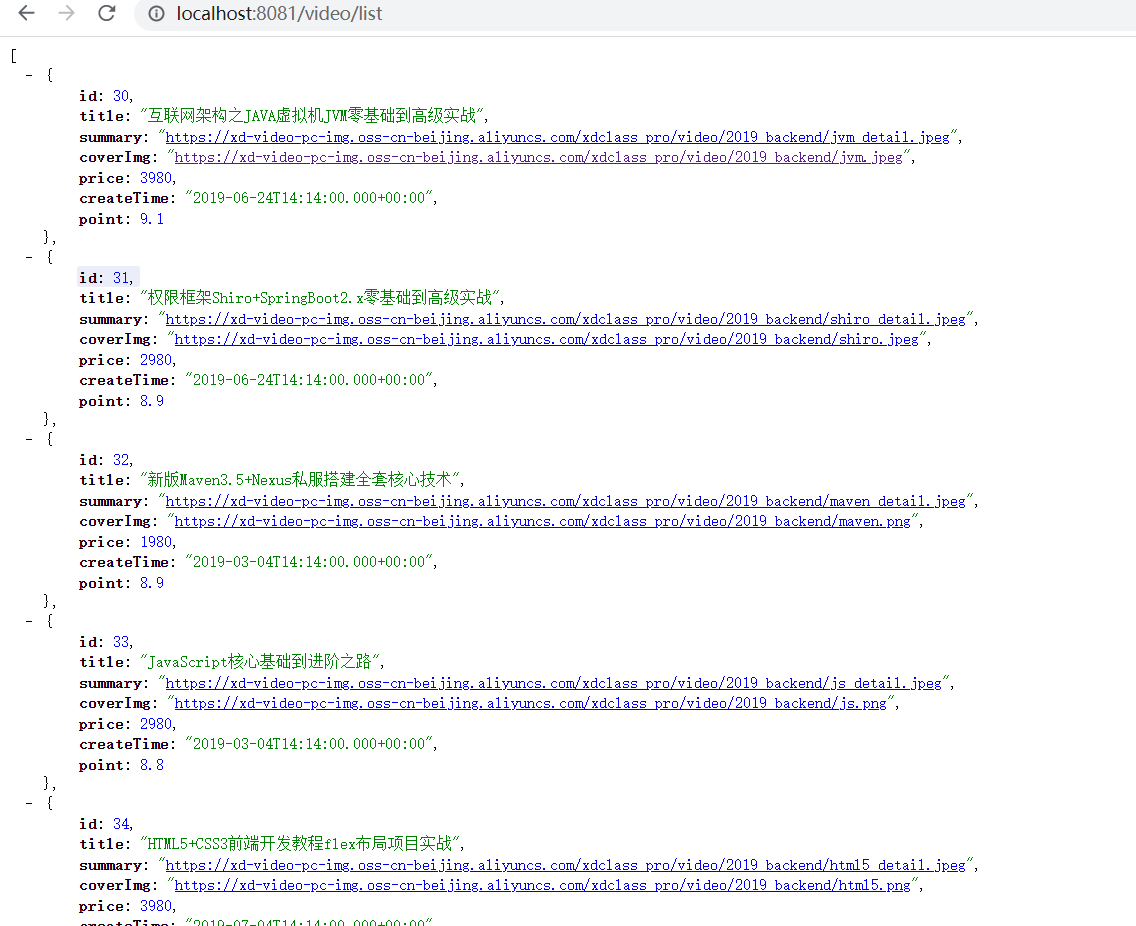 localhost:8081/video/list
[
- {
id: 30,
title: "互联网架构之JAVA虚拟机JVM零基础到高级实战",
summary: "https://xd-video-pc-img.oss-cn-beijing.aliyuncs.com/xdclass_pro/video/2019_backend/jvm_detail.jpeg",
coverImg: "https://xd-video-pc-img.oss-cn-beijing.aliyuncs.com/xdclass_pro/video/2019_backend/jvm.jpeg",
price: 3980,
createTime: "2019-06-24T14:14:00.000+00:00",
point: 9.1
},
- {
id: 31,
title: "权限框架Shiro+SpringBoot2.x零基础到高级实战",
summary: "https://xd-video-pc-img.oss-cn-beijing.aliyuncs.com/xdclass_pro/video/2019_backend/shiro_detail.jpeg",
coverImg: "https://xd-video-pc-img.oss-cn-beijing.aliyuncs.com/xdclass_pro/video/2019_backend/shiro.jpeg",
price: 2980,
createTime: "2019-06-24T14:14:00.000+00:00",
point: 8.9
},
- {
id: 32,
title: "新版Maven3.5+Nexus私服搭建全套核心技术",
summary: "https://xd-video-pc-img.oss-cn-beijing.aliyuncs.com/xdclass_pro/video/2019_backend/maven_detail.jpeg",
coverImg: "https://xd-video-pc-img.oss-cn-beijing.aliyuncs.com/xdclass_pro/video/2019_backend/maven.png",
price: 1980,
createTime: "2019-03-04T14:14:00.000+00:00",
point: 8.9
},
- {
id: 33,
title: "JavaScript核心基础到进阶之路",
summary: "https://xd-video-pc-img.oss-cn-beijing.aliyuncs.com/xdclass_pro/video/2019_backend/js_detail.jpeg",
coverImg: "https://xd-video-pc-img.oss-cn-beijing.aliyuncs.com/xdclass_pro/video/2019_backend/js.png",
price: 2980,
createTime: "2019-03-04T14:14:00.000+00:00",
point: 8.8
},
- {
id: 34,
title: "HTML5+CSS3前端开发教程flex布局项目实战",
summary: "https://xd-video-pc-img.oss-cn-beijing.aliyuncs.com/xdclass_pro/video/2019_backend/html5_detail.jpeg",
coverImg: "https://xd-video-pc-img.oss-cn-beijing.aliyuncs.com/xdclass_pro/video/2019_backend/html5.png",
price: 3980,
createTime: "2019-07-04T14:14:00.000+00:00"